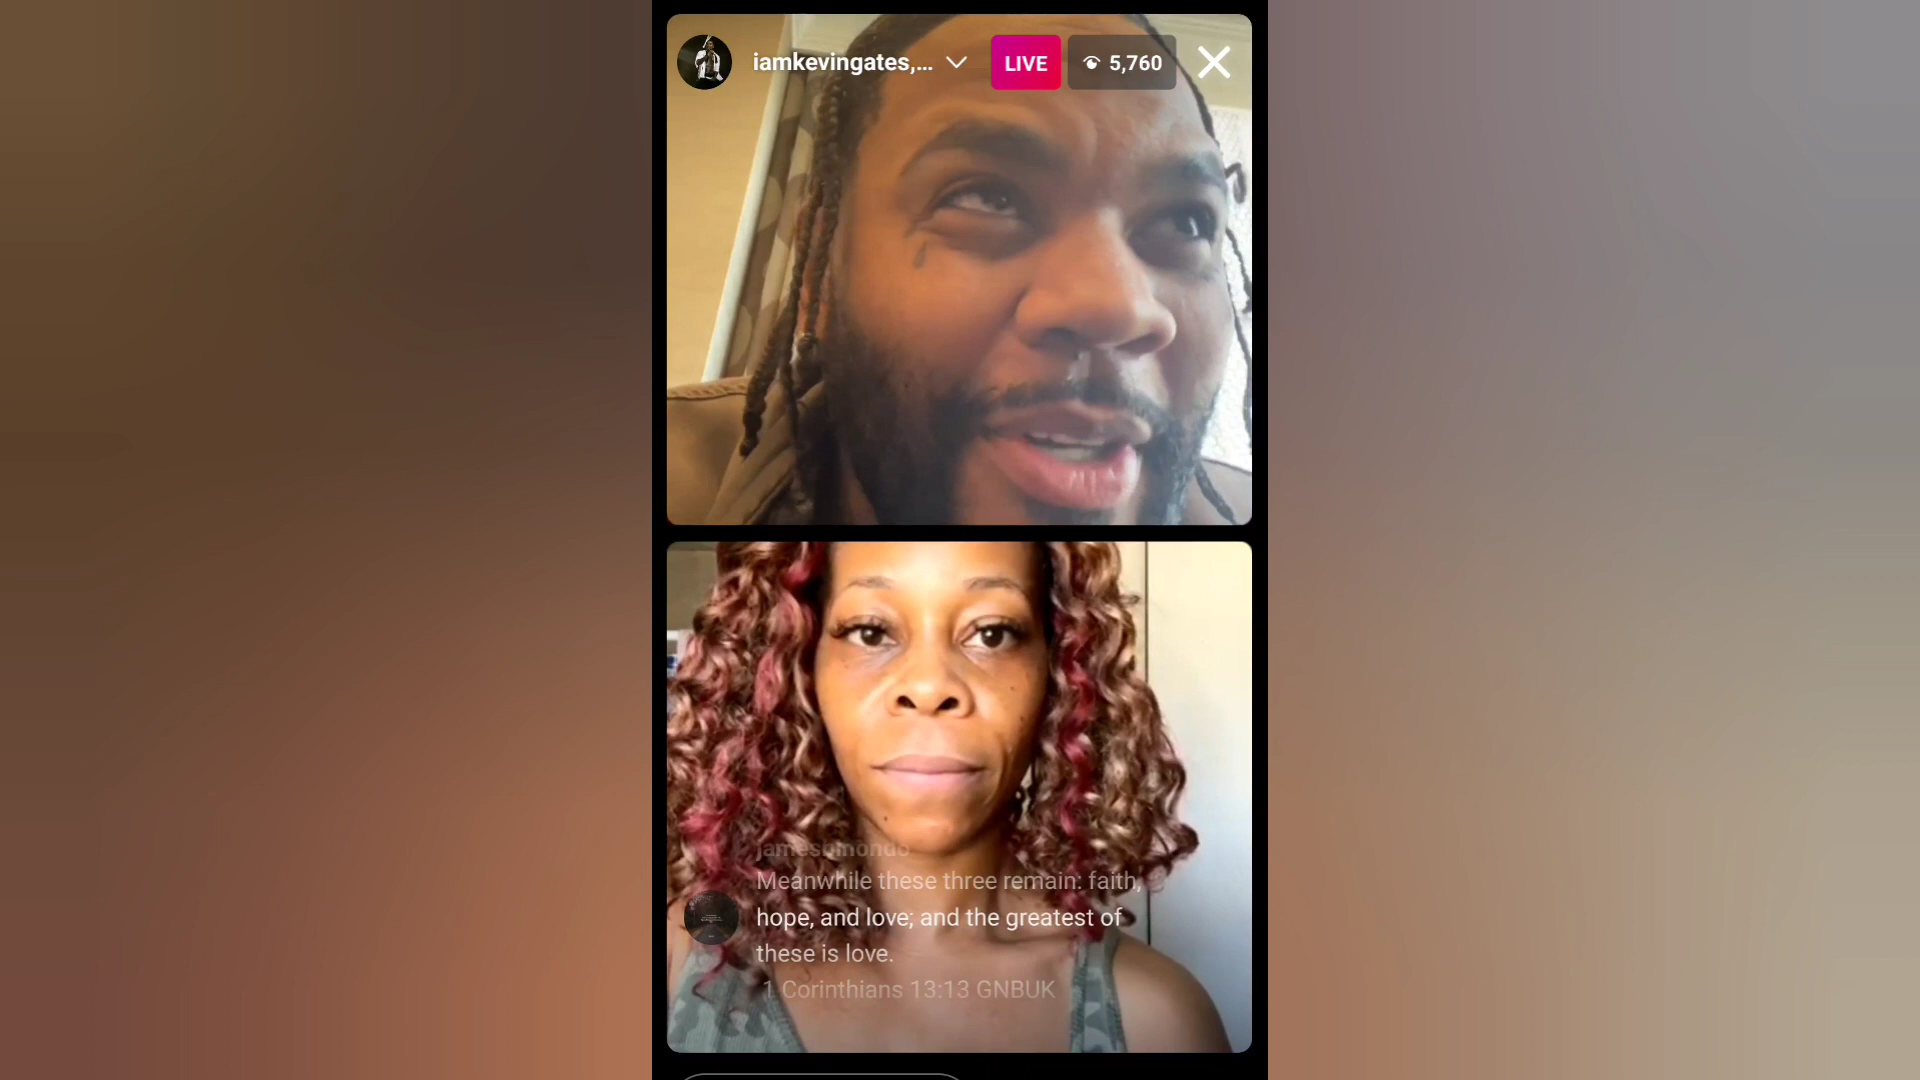 iamkevingates,...
LIVE
5,760
jamesbmondo
Meanwhile these three remain: faith,
hope, and love; and the greatest of
these is love.
1 Corinthians 13:13 GNBUK